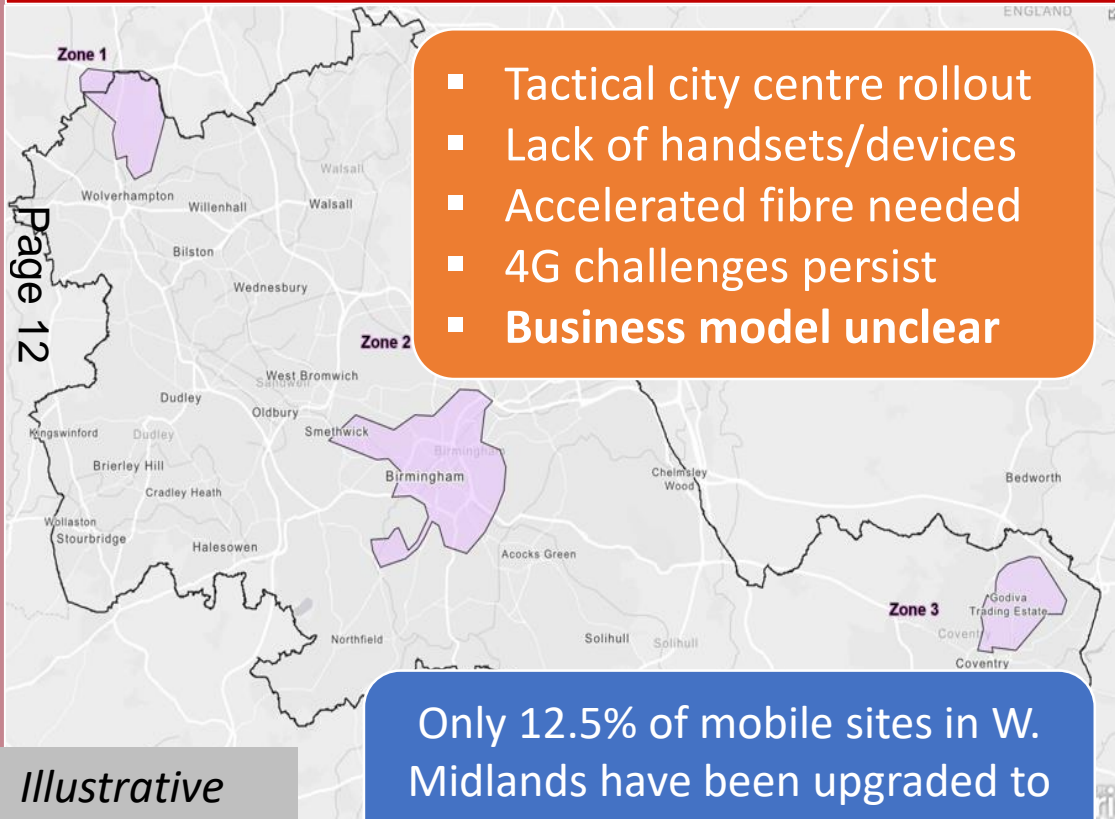 ENGLAND
Zone 1
▪ Tactical city centre rollout
▪ Lack of handsets/devices
▪ Accelerated fibre needed
▪ 4G challenges persist
▪ Business model unclear
Walsall
Wolverhampton
Willenhall
Walsall
Page 12
Bilston
Wednesbury
Zone 2
West Bromwich
Sandwell
Dudley
Oldbury
Kingswinford
Dudley
Smethwick
Birmingham
Brierley Hill
Birmingham
Chelmsley
Wood
Bedworth
Cradley Heath
Wollaston
Stourbridge
Halesowen
Acocks Green
Godiva
Trading Estate
Zone 3
Coventry
Northfield
Solihull
Solihull
Coventry
Only 12.5% of mobile sites in W.
Midlands have been upgraded to
Illustrative